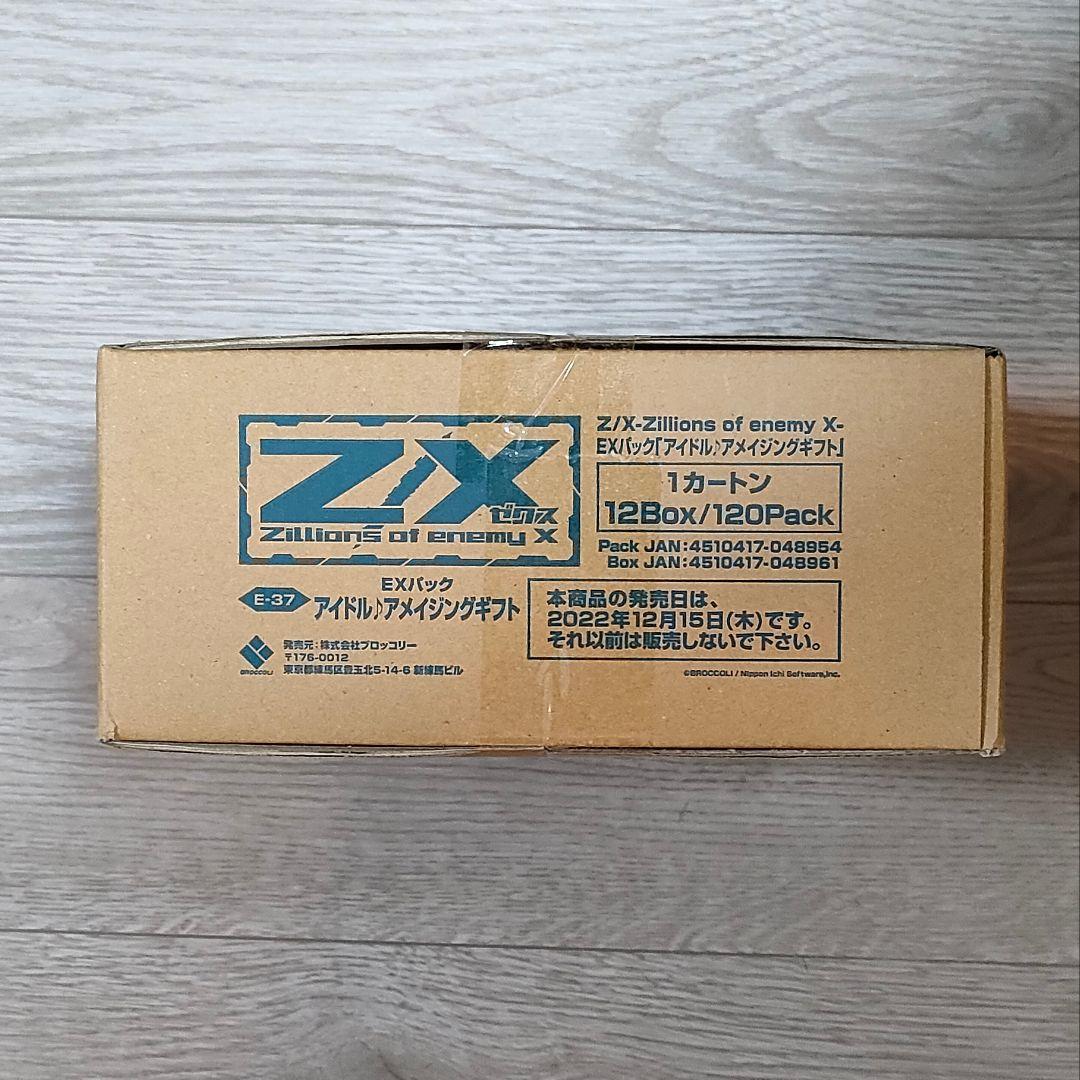 Z/X
ゼクス
Zillions of enemy X
EXパック
E-37 アイドル♪アメイジングギフト
BROCCOLI
発売元：株式会社ブロッコリー
〒176-0012
東京都練馬区豊玉北5-14-6 新練馬ビル
Z/X-Zillions of enemy X-
EXパック「アイドル♪アメイジングギフト」
1カートン
12Box/120Pack
Pack JAN：4510417-048954
Box JAN：4510417-048961
本商品の発売日は、
2022年12月15日(木)です。
それ以前は販売しないで下さい。
©BROCCOLI / Nippon Ichi Software,Inc.